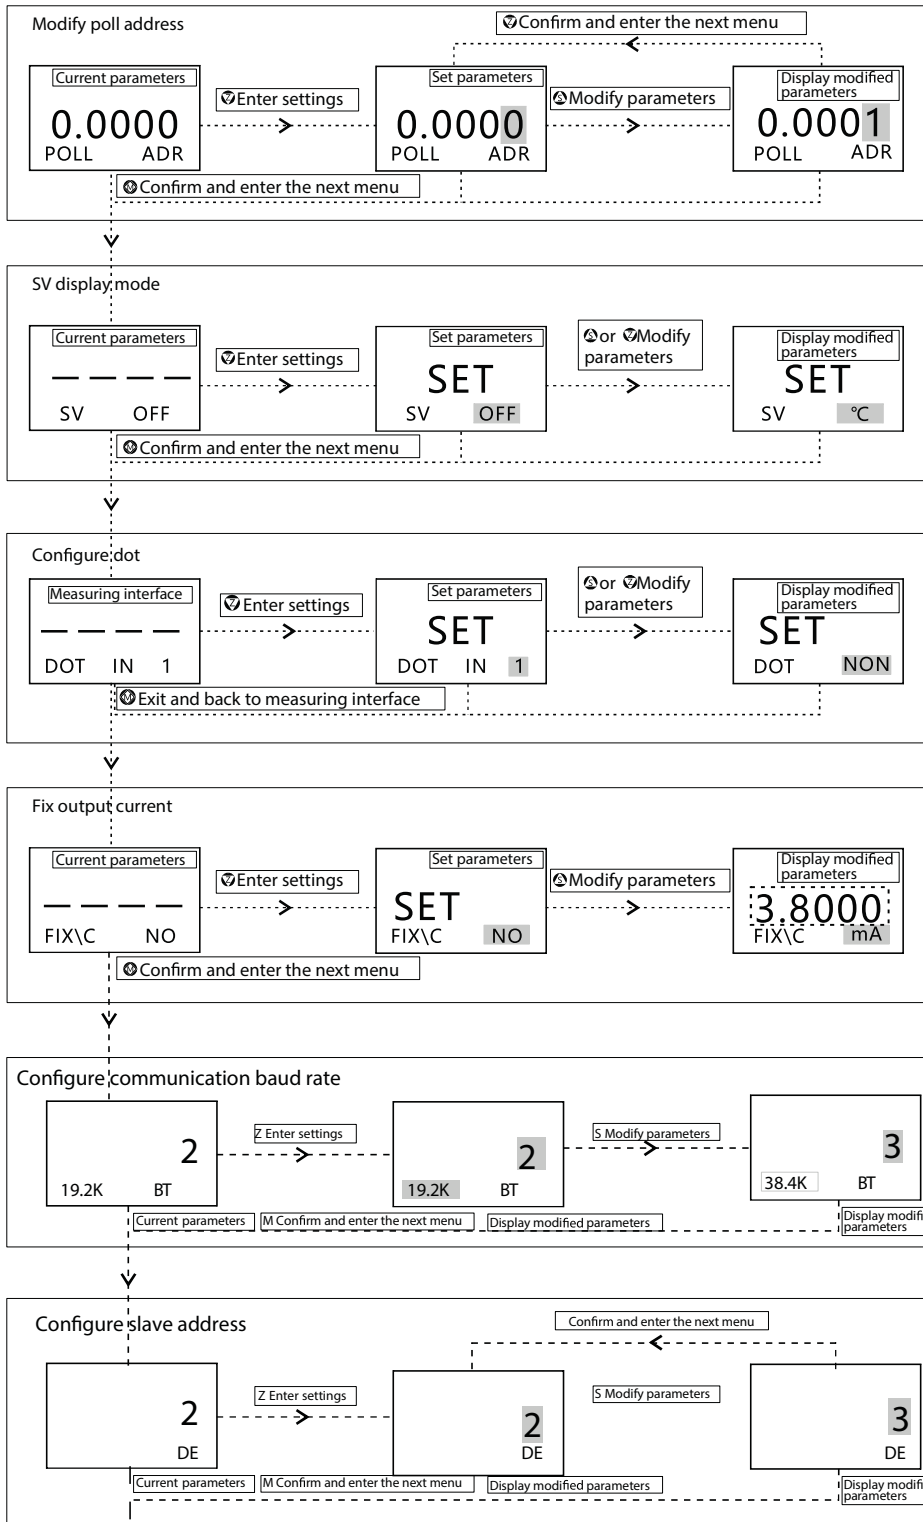 Modify poll address
Ⓩ Confirm and enter the next menu
Current parameters
0.0000
POLL ADR
Ⓩ Enter settings
Set parameters
0.0000
POLL ADR
Ⓢ Modify parameters
Display modified
parameters
0.0001
POLL ADR
Ⓜ Confirm and enter the next menu
SV display mode
Current parameters
— — — —
SV OFF
Ⓩ Enter settings
Set parameters
SET
SV OFF
Ⓢ or Ⓩ Modify
parameters
Display modified
parameters
SET
SV °C
Ⓜ Confirm and enter the next menu
Configure dot
Measuring interface
— — — —
DOT IN 1
Ⓩ Enter settings
Set parameters
SET
DOT IN 1
Ⓢ or Ⓩ Modify
parameters
Display modified
parameters
SET
DOT NON
Ⓜ Exit and back to measuring interface
Fix output current
Current parameters
— — — —
FIX\C NO
Ⓩ Enter settings
Set parameters
SET
FIX\C NO
Ⓢ Modify parameters
Display modified
parameters
3.8000
FIX\C mA
Ⓜ Confirm and enter the next menu
Configure communication baud rate
2
19.2K BT
Z Enter settings
2
19.2K BT
S Modify parameters
3
38.4K BT
Current parameters M Confirm and enter the next menu Display modified parameters
Display modifi
parameters
Configure slave address
Confirm and enter the next menu
2
DE
Z Enter settings
2
DE
S Modify parameters
3
DE
Current parameters M Confirm and enter the next menu Display modified parameters
Display modifi
parameters